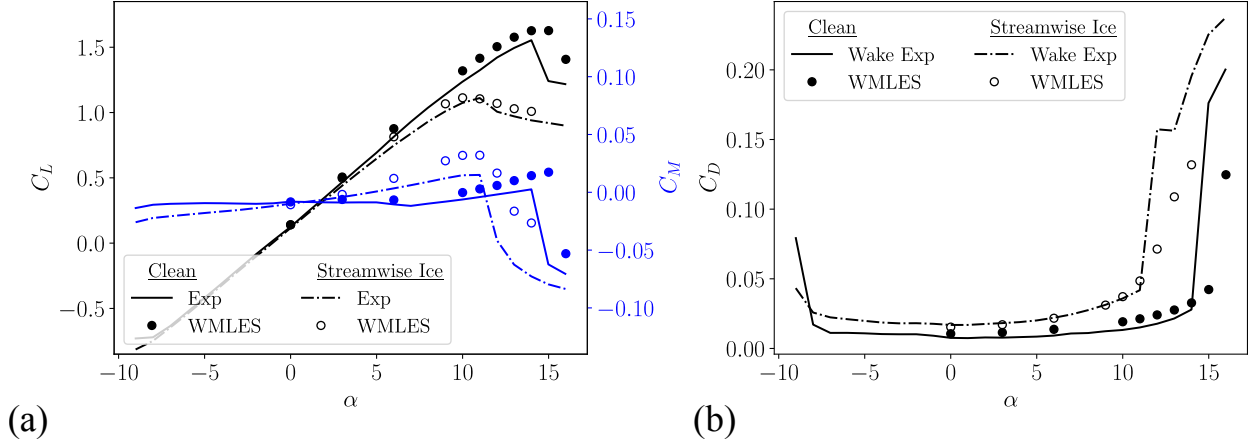 1.5
1.0
0.5
0.0
−0.5
C_L
0.15
0.10
0.05
0.00
−0.05
−0.10
C_M
Clean
Exp
WMLES
Streamwise Ice
Exp
WMLES
−10 −5 0 5 10 15
α
(a)
0.20
0.15
0.10
0.05
0.00
C_D
Clean
Wake Exp
WMLES
Streamwise Ice
Wake Exp
WMLES
−10 −5 0 5 10 15
α
(b)